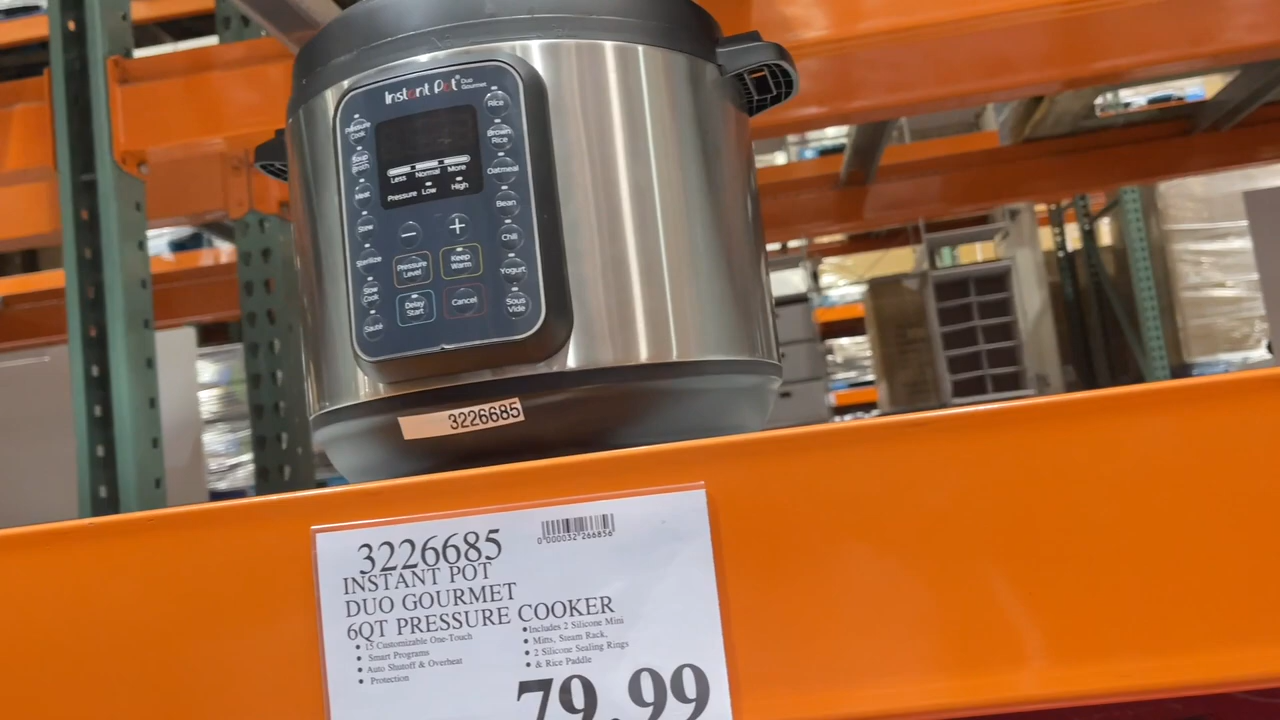 Instant Pot Duo Gourmet
Pressure Cook
Soup Broth
Meat
Stew
Sterilize
Slow Cook
Sauté
Less Normal More
Pressure Low High
−
+
Pressure Level
Keep Warm
Delay Start
Cancel
Rice
Brown Rice
Oatmeal
Bean
Chili
Yogurt
Sous Vide
3226685
3226685
0 000032 266856
INSTANT POT
DUO GOURMET
6QT PRESSURE COOKER
• 15 Customizable One-Touch
• Smart Programs
• Auto Shutoff & Overheat
• Protection
• Includes 2 Silicone Mini
• Mitts, Steam Rack,
• 2 Silicone Sealing Rings
• & Rice Paddle
79.99